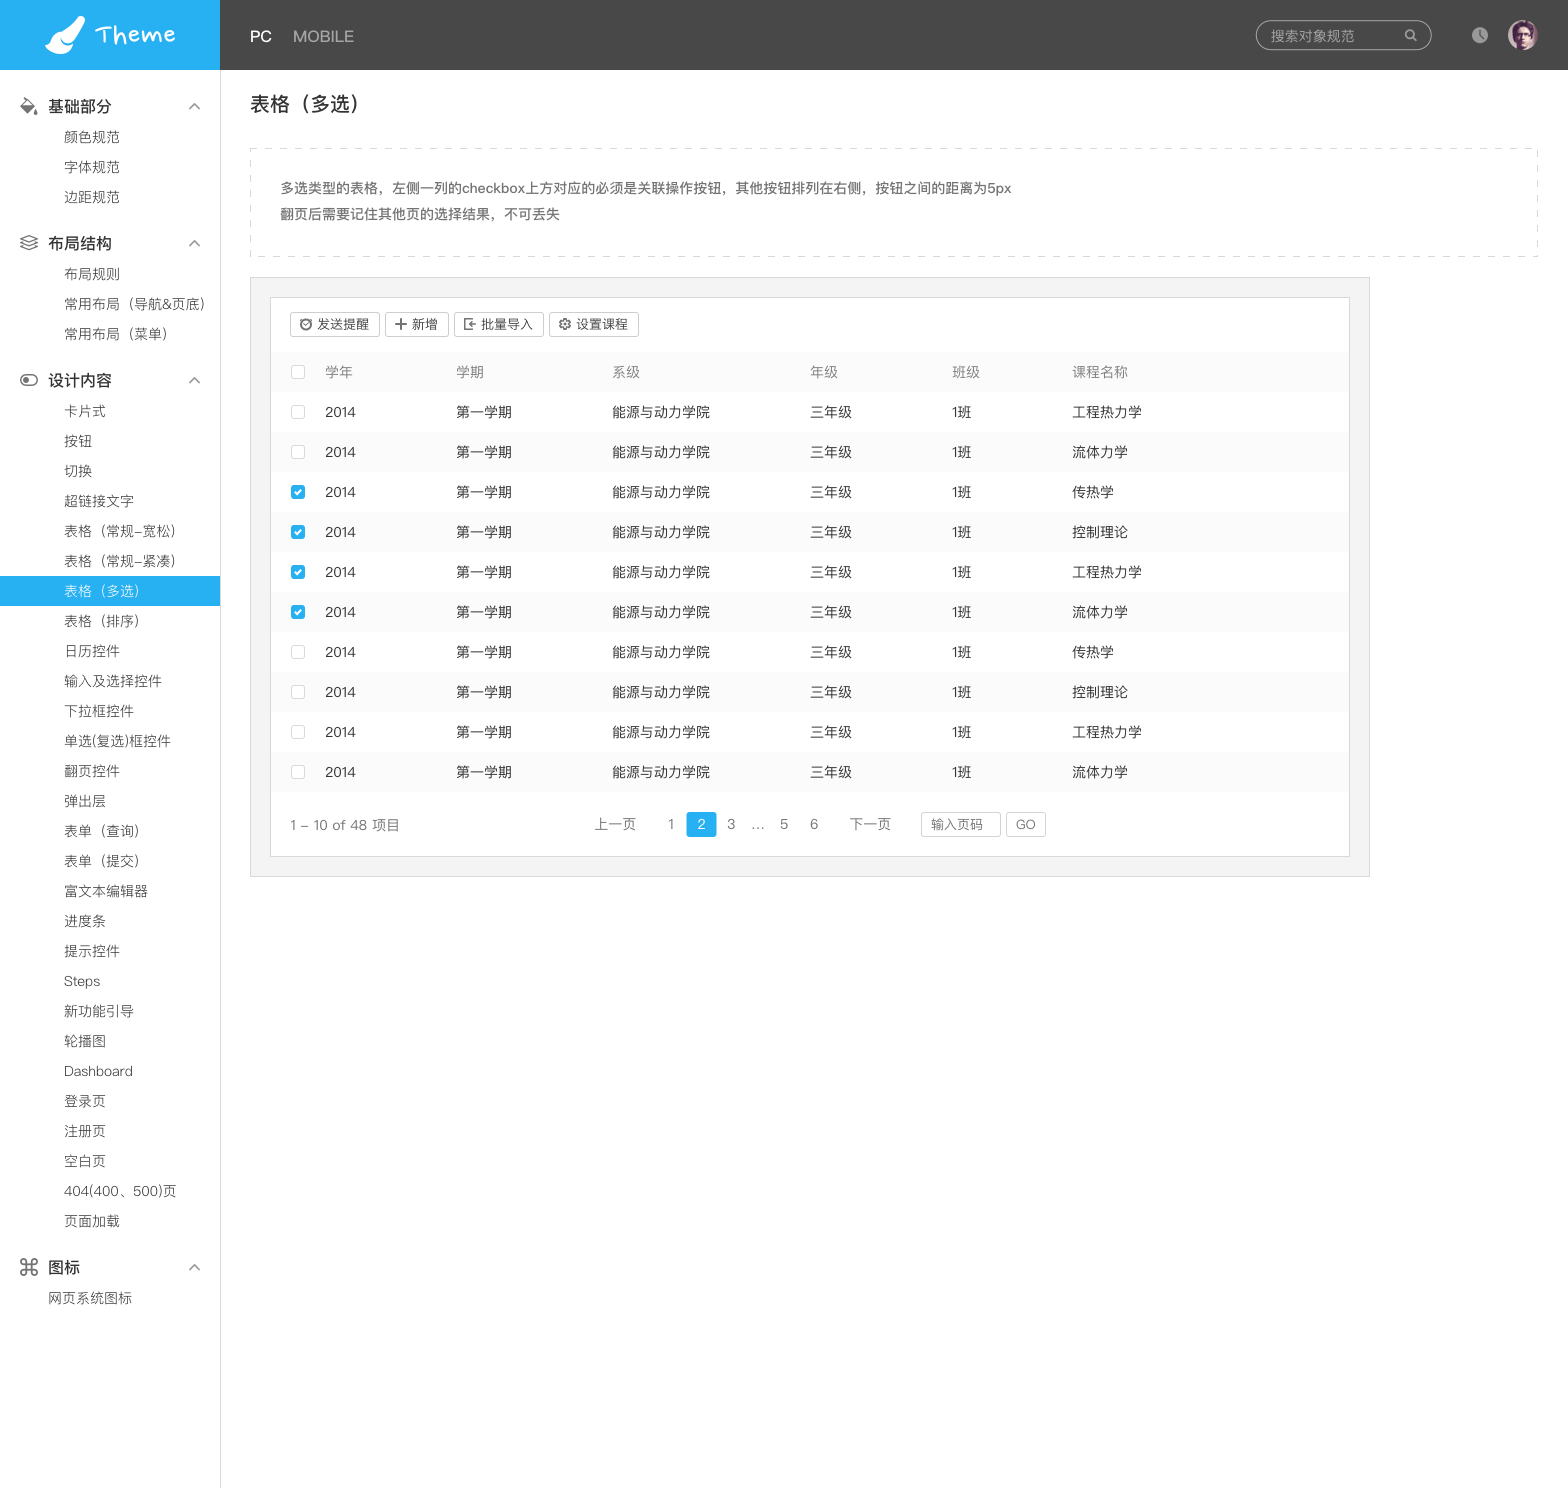 Theme
PC MOBILE 搜索对象规范
基础部分
颜色规范
字体规范
边距规范
布局结构
布局规则
常用布局（导航&页底）
常用布局（菜单）
设计内容
卡片式
按钮
切换
超链接文字
表格（常规–宽松）
表格（常规–紧凑）
表格（多选）
表格（排序）
日历控件
输入及选择控件
下拉框控件
单选(复选)框控件
翻页控件
弹出层
表单（查询）
表单（提交）
富文本编辑器
进度条
提示控件
Steps
新功能引导
轮播图
Dashboard
登录页
注册页
空白页
404(400、500)页
页面加载
图标
网页系统图标
表格（多选）
多选类型的表格，左侧一列的checkbox上方对应的必须是关联操作按钮，其他按钮排列在右侧，按钮之间的距离为5px
翻页后需要记住其他页的选择结果，不可丢失
发送提醒 新增 批量导入 设置课程
学年 学期 系级 年级 班级 课程名称
2014 第一学期 能源与动力学院 三年级 1班 工程热力学
2014 第一学期 能源与动力学院 三年级 1班 流体力学
2014 第一学期 能源与动力学院 三年级 1班 传热学
2014 第一学期 能源与动力学院 三年级 1班 控制理论
2014 第一学期 能源与动力学院 三年级 1班 工程热力学
2014 第一学期 能源与动力学院 三年级 1班 流体力学
2014 第一学期 能源与动力学院 三年级 1班 传热学
2014 第一学期 能源与动力学院 三年级 1班 控制理论
2014 第一学期 能源与动力学院 三年级 1班 工程热力学
2014 第一学期 能源与动力学院 三年级 1班 流体力学
1 – 10 of 48 项目 上一页 1 2 3 ... 5 6 下一页 输入页码 GO